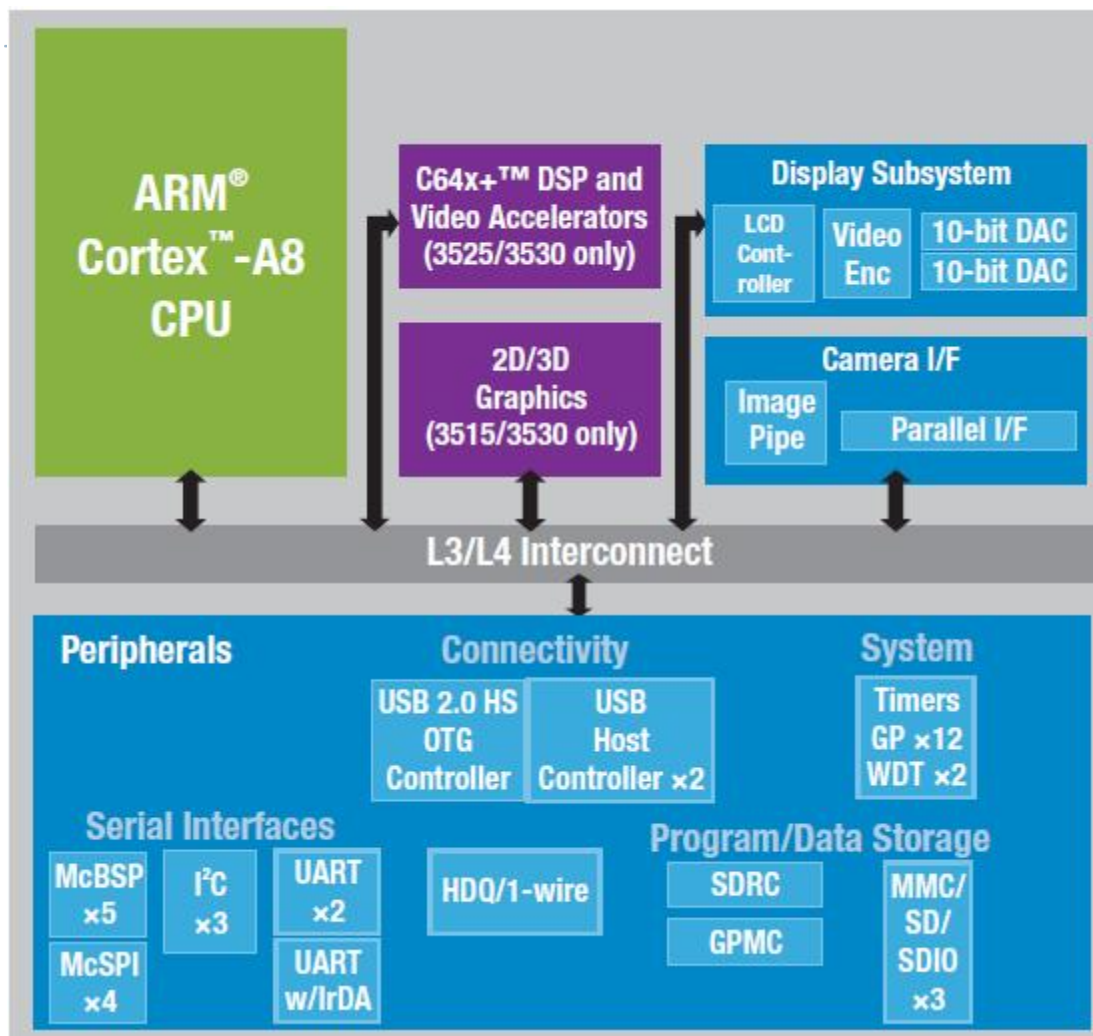 ARM®
Cortex™-A8
CPU
C64x+™ DSP and
Video Accelerators
(3525/3530 only)
2D/3D
Graphics
(3515/3530 only)
Display Subsystem
LCD
Cont-
roller
Video
Enc
10-bit DAC
10-bit DAC
Camera I/F
Image
Pipe
Parallel I/F
L3/L4 Interconnect
Peripherals
Connectivity
USB 2.0 HS
OTG
Controller
USB
Host
Controller ×2
System
Timers
GP ×12
WDT ×2
Serial Interfaces
McBSP
×5
I²C
×3
UART
×2
McSPI
×4
UART
w/IrDA
HDQ/1-wire
Program/Data Storage
SDRC
GPMC
MMC/
SD/
SDIO
×3